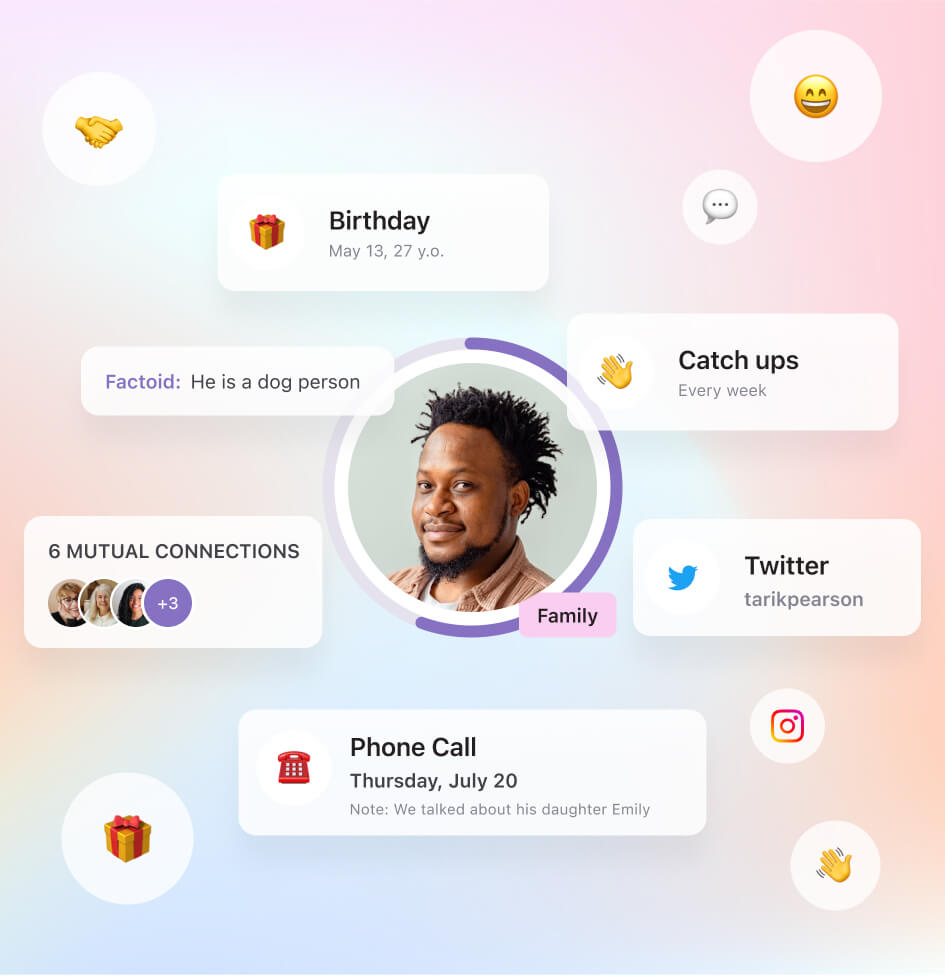 Birthday
May 13, 27 y.o.
Catch ups
Every week
Factoid: He is a dog person
6 MUTUAL CONNECTIONS
+3
Twitter
tarikpearson
Family
Phone Call
Thursday, July 20
Note: We talked about his daughter Emily